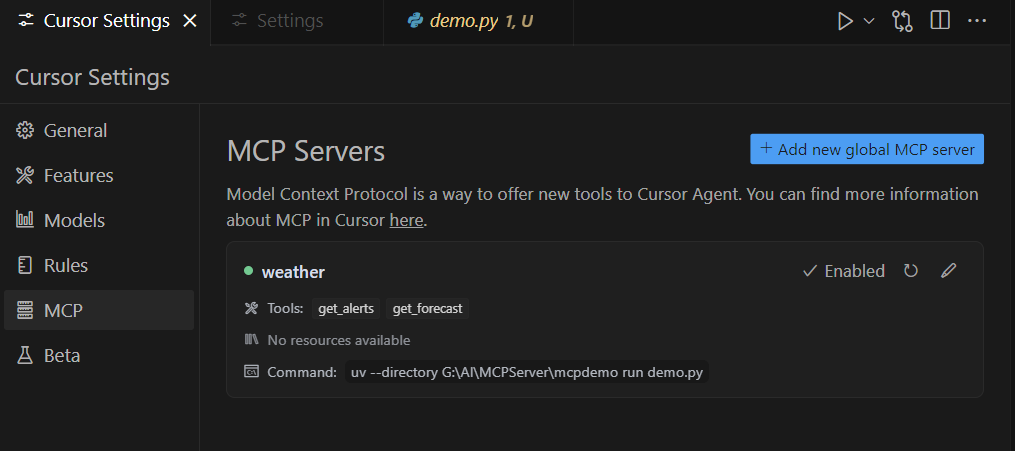 Cursor Settings
Settings
demo.py 1, U
Cursor Settings
General
Features
Models
Rules
MCP
Beta
MCP Servers
+ Add new global MCP server
Model Context Protocol is a way to offer new tools to Cursor Agent. You can find more information
about MCP in Cursor here.
weather
Enabled
Tools: get_alerts get_forecast
No resources available
Command: uv --directory G:\AI\MCPServer\mcpdemo run demo.py